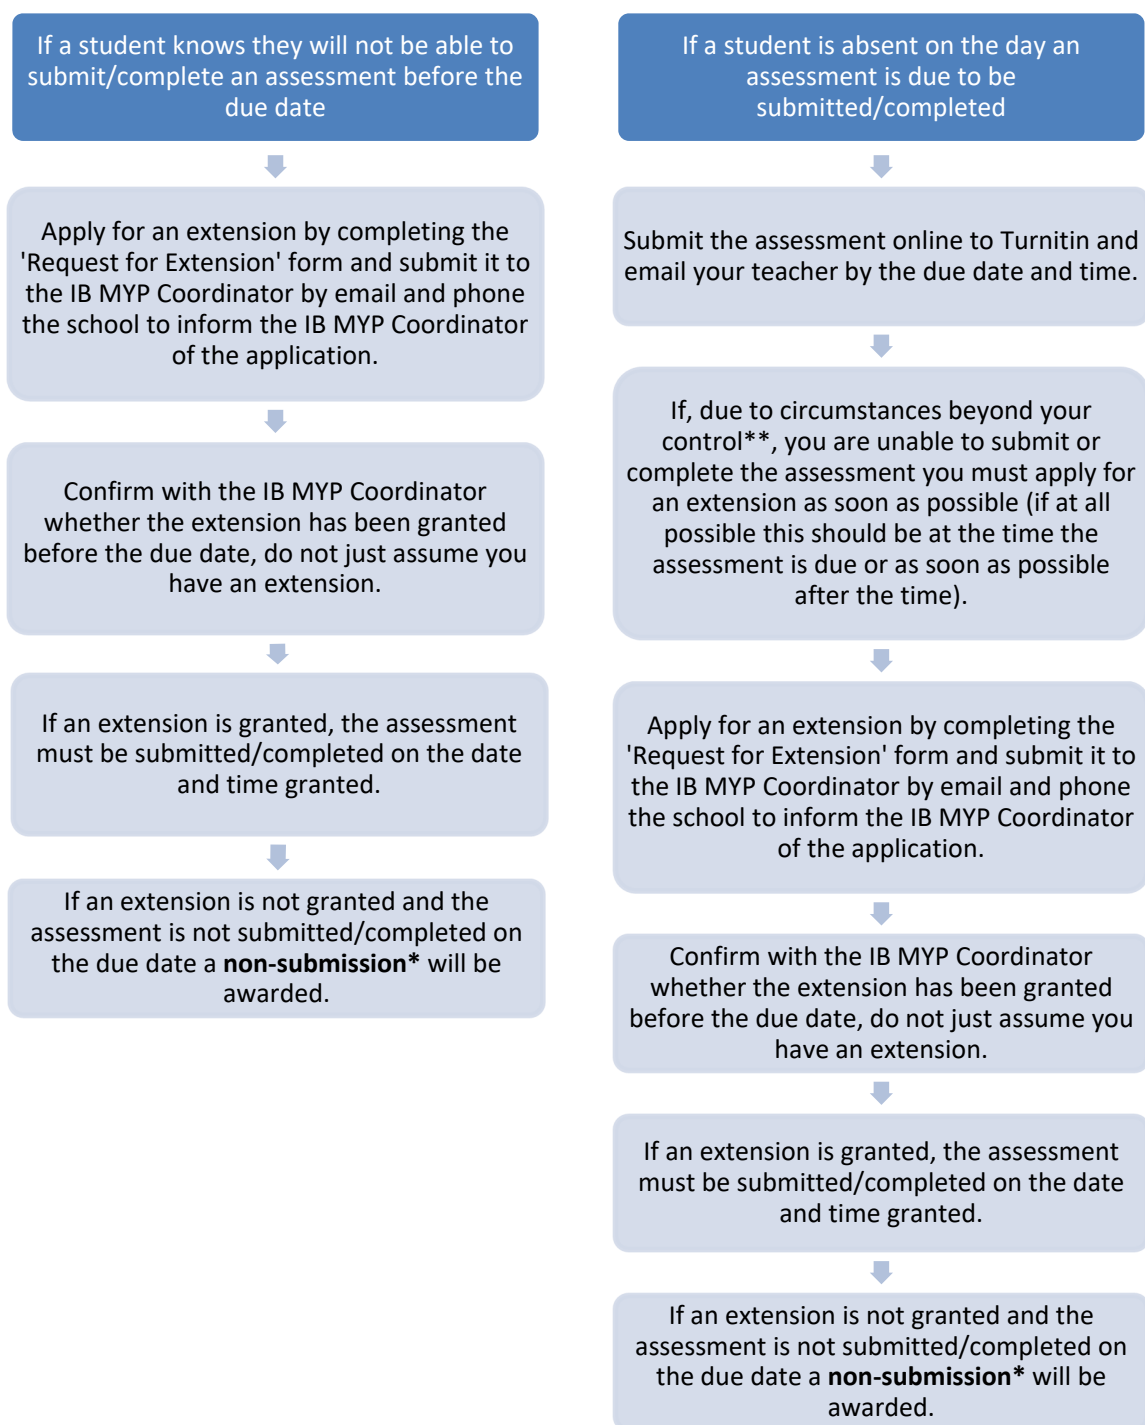 If a student knows they will not be able to
submit/complete an assessment before the
due date
Apply for an extension by completing the
'Request for Extension' form and submit it to
the IB MYP Coordinator by email and phone
the school to inform the IB MYP Coordinator
of the application.
Confirm with the IB MYP Coordinator
whether the extension has been granted
before the due date, do not just assume you
have an extension.
If an extension is granted, the assessment
must be submitted/completed on the date
and time granted.
If an extension is not granted and the
assessment is not submitted/completed on
the due date a non-submission* will be
awarded.
If a student is absent on the day an
assessment is due to be
submitted/completed
Submit the assessment online to Turnitin and
email your teacher by the due date and time.
If, due to circumstances beyond your
control**, you are unable to submit or
complete the assessment you must apply for
an extension as soon as possible (if at all
possible this should be at the time the
assessment is due or as soon as possible
after the time).
Apply for an extension by completing the
'Request for Extension' form and submit it to
the IB MYP Coordinator by email and phone
the school to inform the IB MYP Coordinator
of the application.
Confirm with the IB MYP Coordinator
whether the extension has been granted
before the due date, do not just assume you
have an extension.
If an extension is granted, the assessment
must be submitted/completed on the date
and time granted.
If an extension is not granted and the
assessment is not submitted/completed on
the due date a non-submission* will be
awarded.